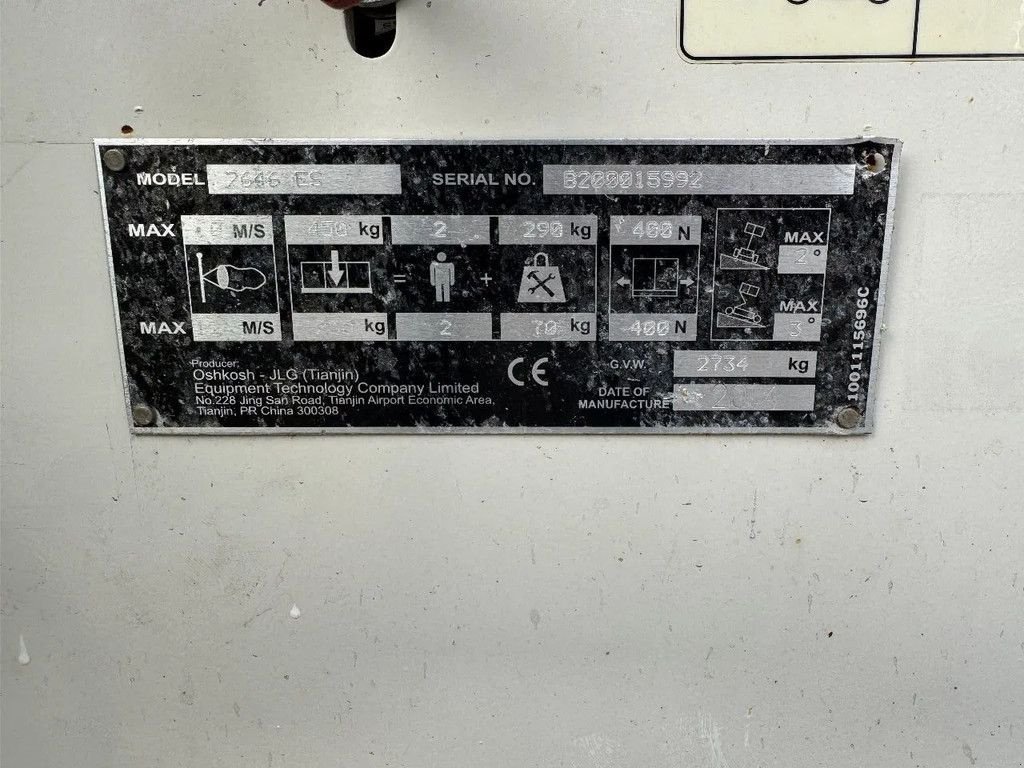 MODEL 2646 ES SERIAL NO. B200015992
MAX M/S 450 kg 2 290 kg 400 N MAX 2°
= +
MAX M/S kg 2 70 kg 400 N MAX 3°
Producer:
Oshkosh - JLG (Tianjin)
Equipment Technology Company Limited
No.228 Jing San Road, Tianjin Airport Economic Area,
Tianjin, PR China 300308
CE
G.V.W. 2734 kg
DATE OF
MANUFACTURE
1001115696C